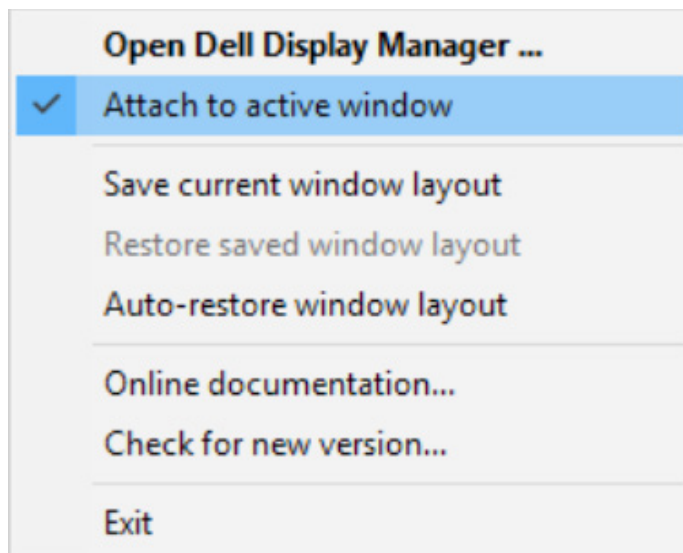 Open Dell Display Manager ...
Attach to active window
Save current window layout
Restore saved window layout
Auto-restore window layout
Online documentation...
Check for new version...
Exit